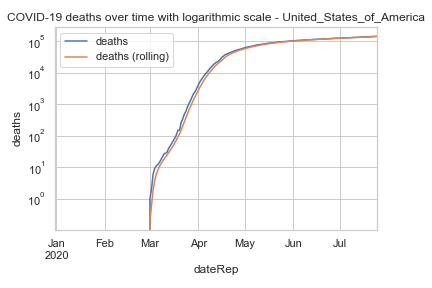 COVID-19 deaths over time with logarithmic scale - United_States_of_America
deaths
deaths (rolling)
10⁵
10⁴
10³
10²
10¹
10⁰
deaths
Jan Feb Mar Apr May Jun Jul
2020
dateRep